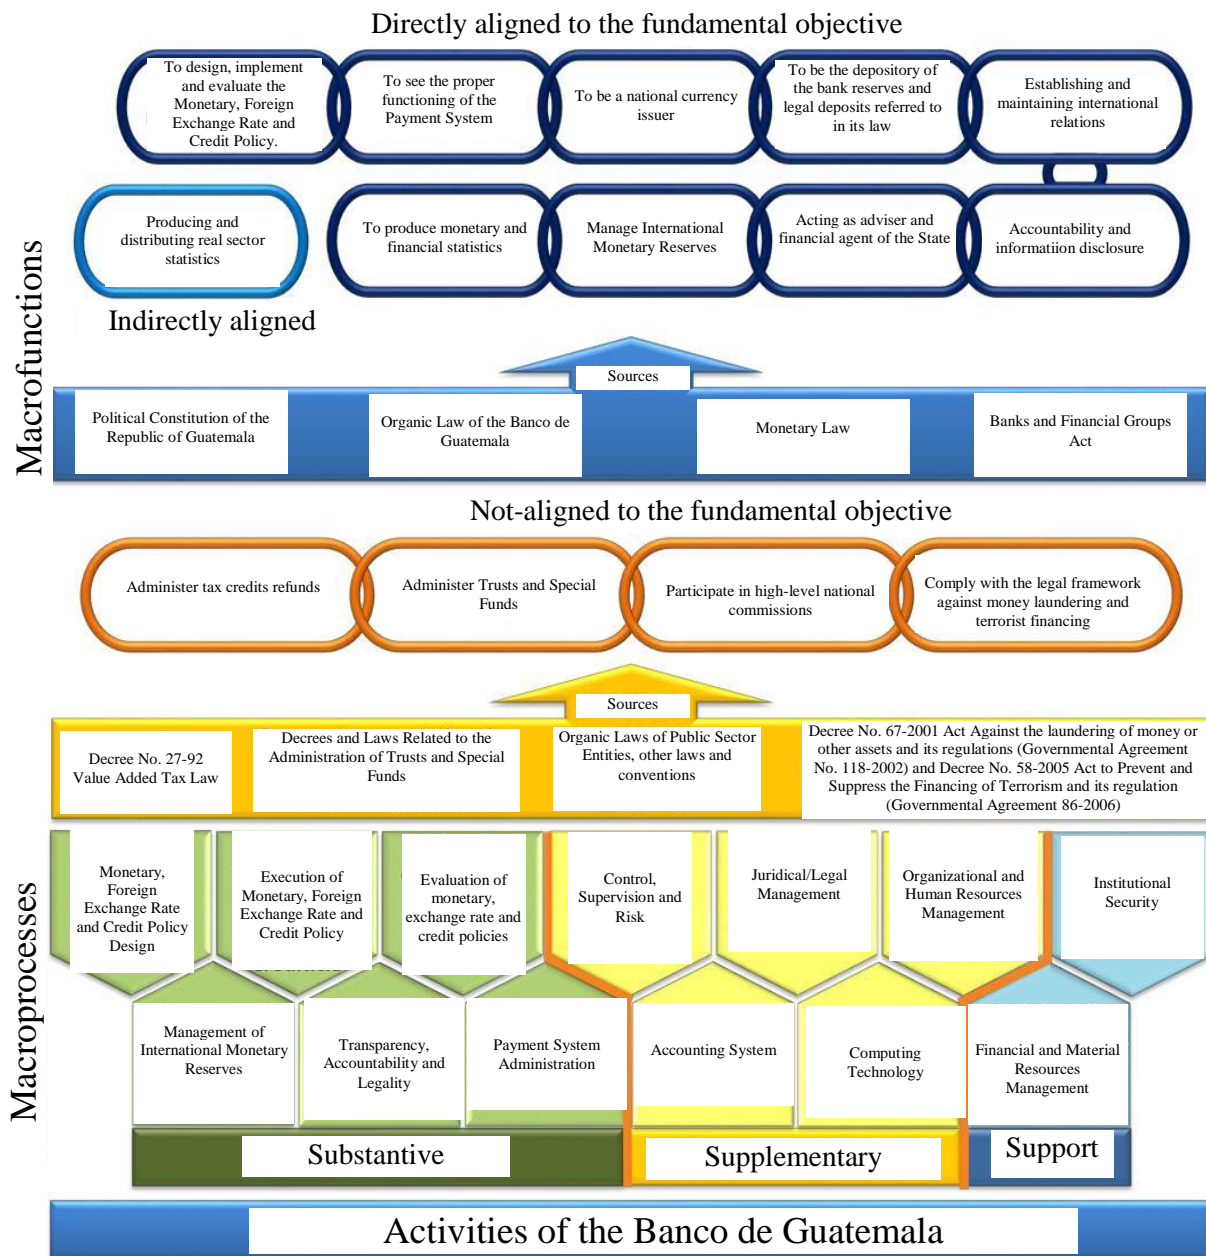 Directly aligned to the fundamental objective
To design, implement
and evaluate the
Monetary, Foreign
Exchange Rate and
Credit Policy.
To see the proper
functioning of the
Payment System
To be a national currency
issuer
To be the depository of
the bank reserves and
legal deposits referred to
in its law
Establishing and
maintaining international
relations
Producing and
distributing real sector
statistics
To produce monetary and
financial statistics
Manage International
Monetary Reserves
Acting as adviser and
financial agent of the State
Accountability and
informatiion disclosure
Indirectly aligned
Macrofunctions
Sources
Political Constitution of the
Republic of Guatemala
Organic Law of the Banco de
Guatemala
Monetary Law
Banks and Financial Groups
Act
Not-aligned to the fundamental objective
Administer tax credits refunds
Administer Trusts and Special
Funds
Participate in high-level national
commissions
Comply with the legal framework
against money laundering and
terrorist financing
Sources
Decree No. 27-92
Value Added Tax Law
Decrees and Laws Related to the
Administration of Trusts and Special
Funds
Organic Laws of Public Sector
Entities, other laws and
conventions
Decree No. 67-2001 Act Against the laundering of money or
other assets and its regulations (Governmental Agreement
No. 118-2002) and Decree No. 58-2005 Act to Prevent and
Suppress the Financing of Terrorism and its regulation
(Governmental Agreement 86-2006)
Macroprocesses
Monetary,
Foreign
Exchange Rate
and Credit Policy
Design
Execution of
Monetary, Foreign
Exchange Rate and
Credit Policy
Evaluation of
monetary,
exchange rate and
credit policies
Control,
Supervision and
Risk
Juridical/Legal
Management
Organizational and
Human Resources
Management
Institutional
Security
Management of
International Monetary
Reserves
Transparency,
Accountability and
Legality
Payment System
Administration
Accounting System
Computing
Technology
Financial and Material
Resources
Management
Substantive
Supplementary
Support
Activities of the Banco de Guatemala